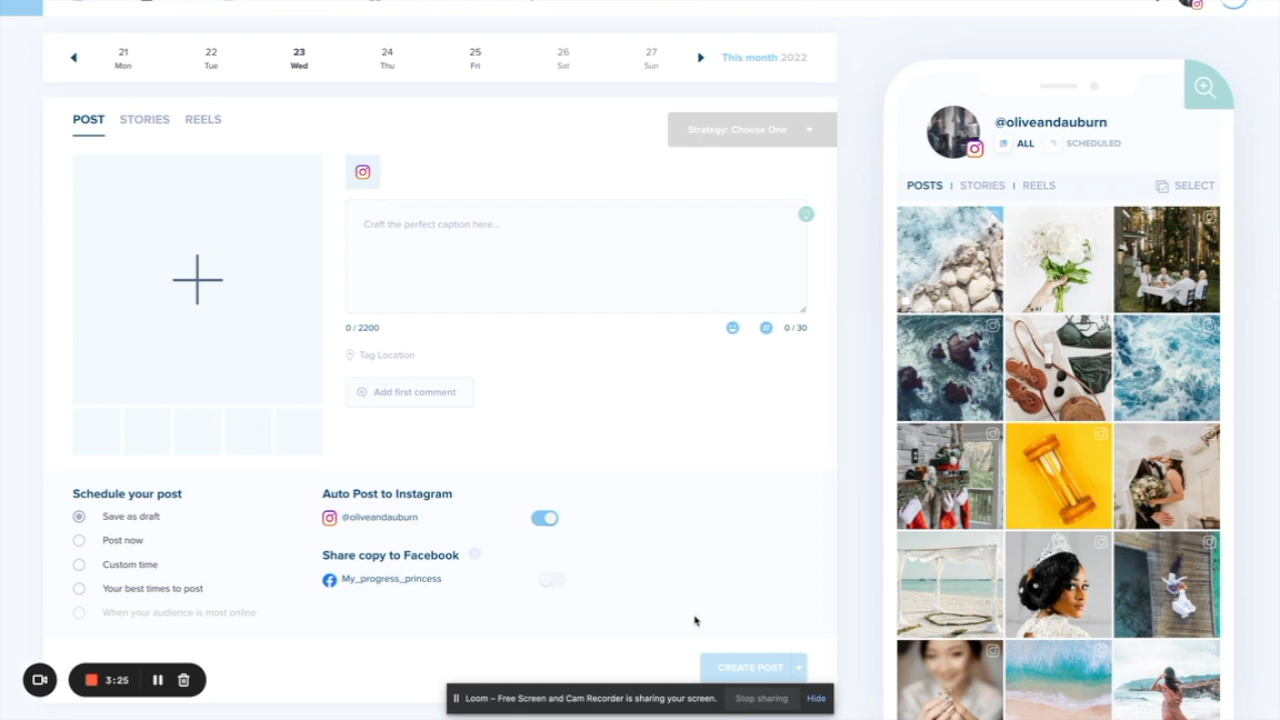 21 22 23 24 25 26 27 This month 2022
Mon Tue Wed Thu Fri Sat Sun
POST STORIES REELS
Strategy: Choose One
Craft the perfect caption here...
0 / 2200
0 / 30
Tag Location
Add first comment
Schedule your post
Save as draft
Post now
Custom time
Your best times to post
When your audience is most online
Auto Post to Instagram
@oliveandauburn
Share copy to Facebook
My_progress_princess
CREATE POST
3:25
Loom – Free Screen and Cam Recorder is sharing your screen. Stop sharing Hide
@oliveandauburn
ALL SCHEDULED
POSTS I STORIES I REELS SELECT